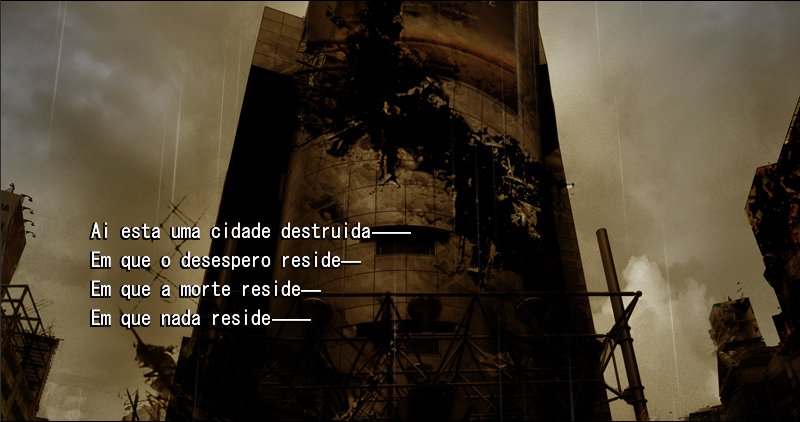 Ai esta uma cidade destruida――
Em que o desespero reside―
Em que a morte reside―
Em que nada reside――